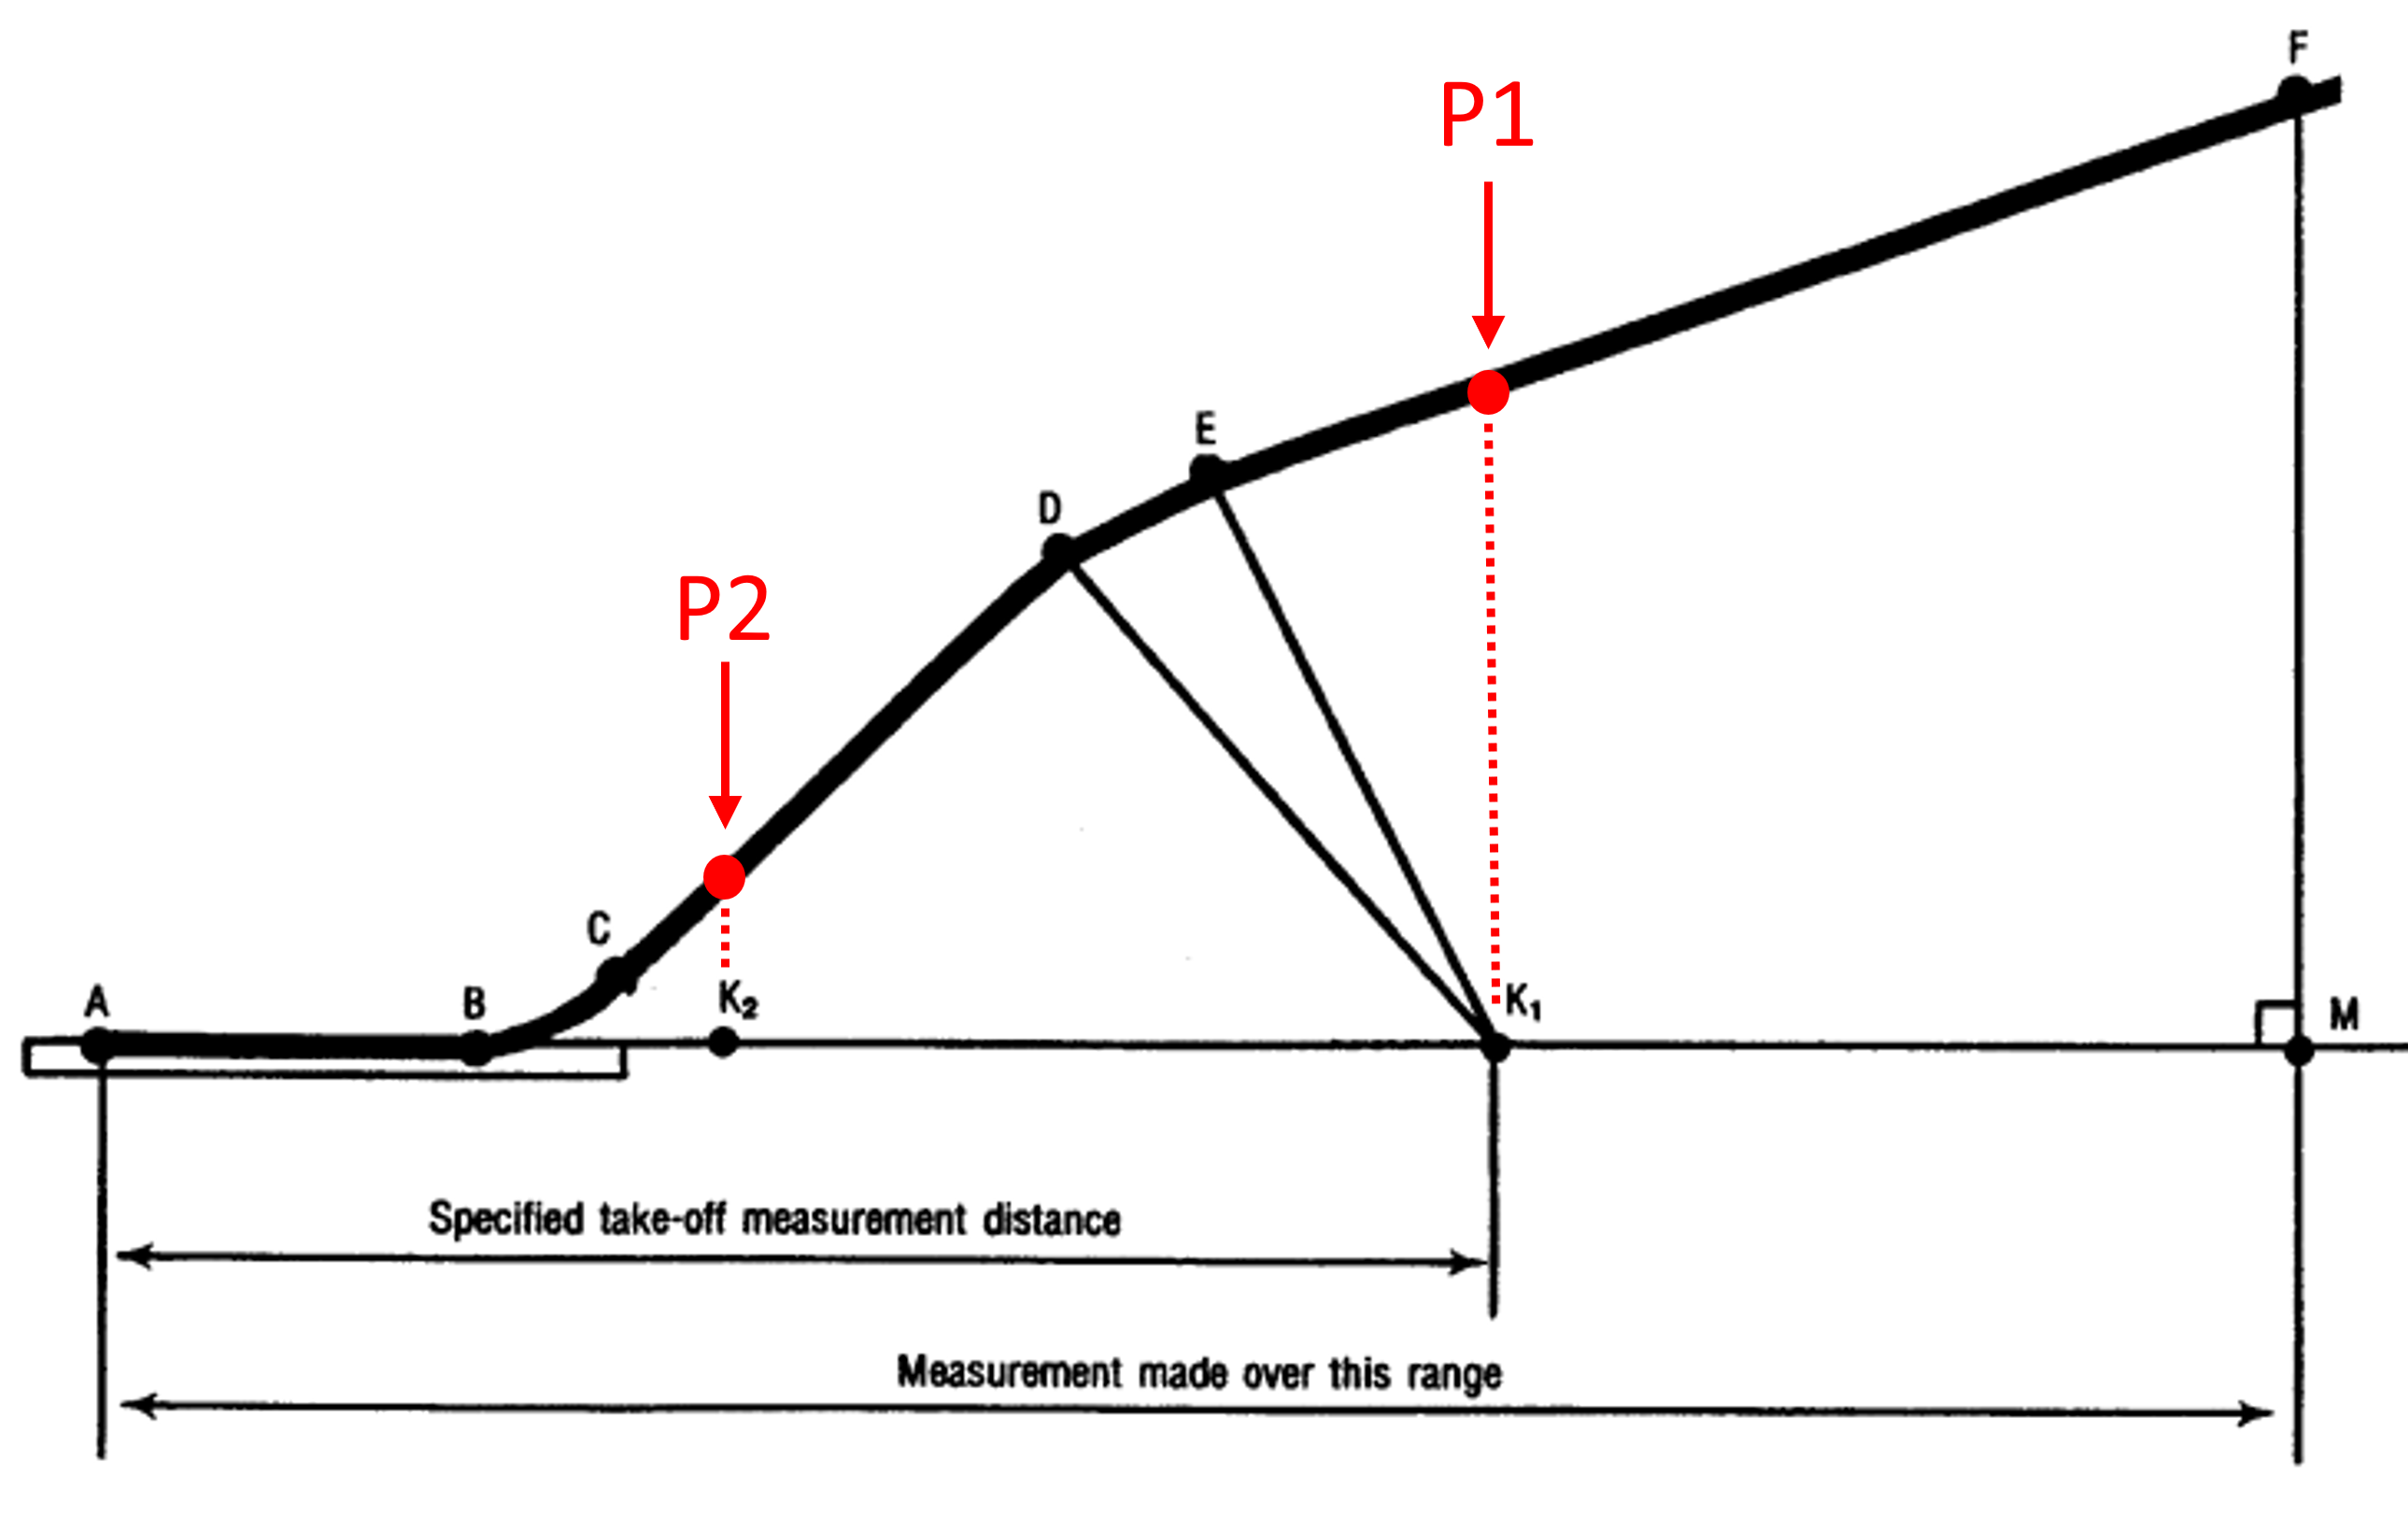 F
P1
E
D
P2
C
A
B
K₂
K₁
M
Specified take-off measurement distance
Measurement made over this range